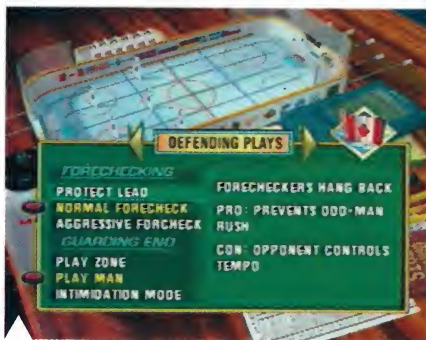 DEFENDING PLAYS
FORECHECKING
PROTECT LEAD
NORMAL FORECHECK
AGGRESSIVE FORCHECK
GUARDING END
PLAY ZONE
PLAY MAN
INTIMIDATION MODE
FORECHECKERS HANG BACK
PRO: PREVENTS ODD-MAN
RUSH
CON: OPPONENT CONTROLS
TEMPO